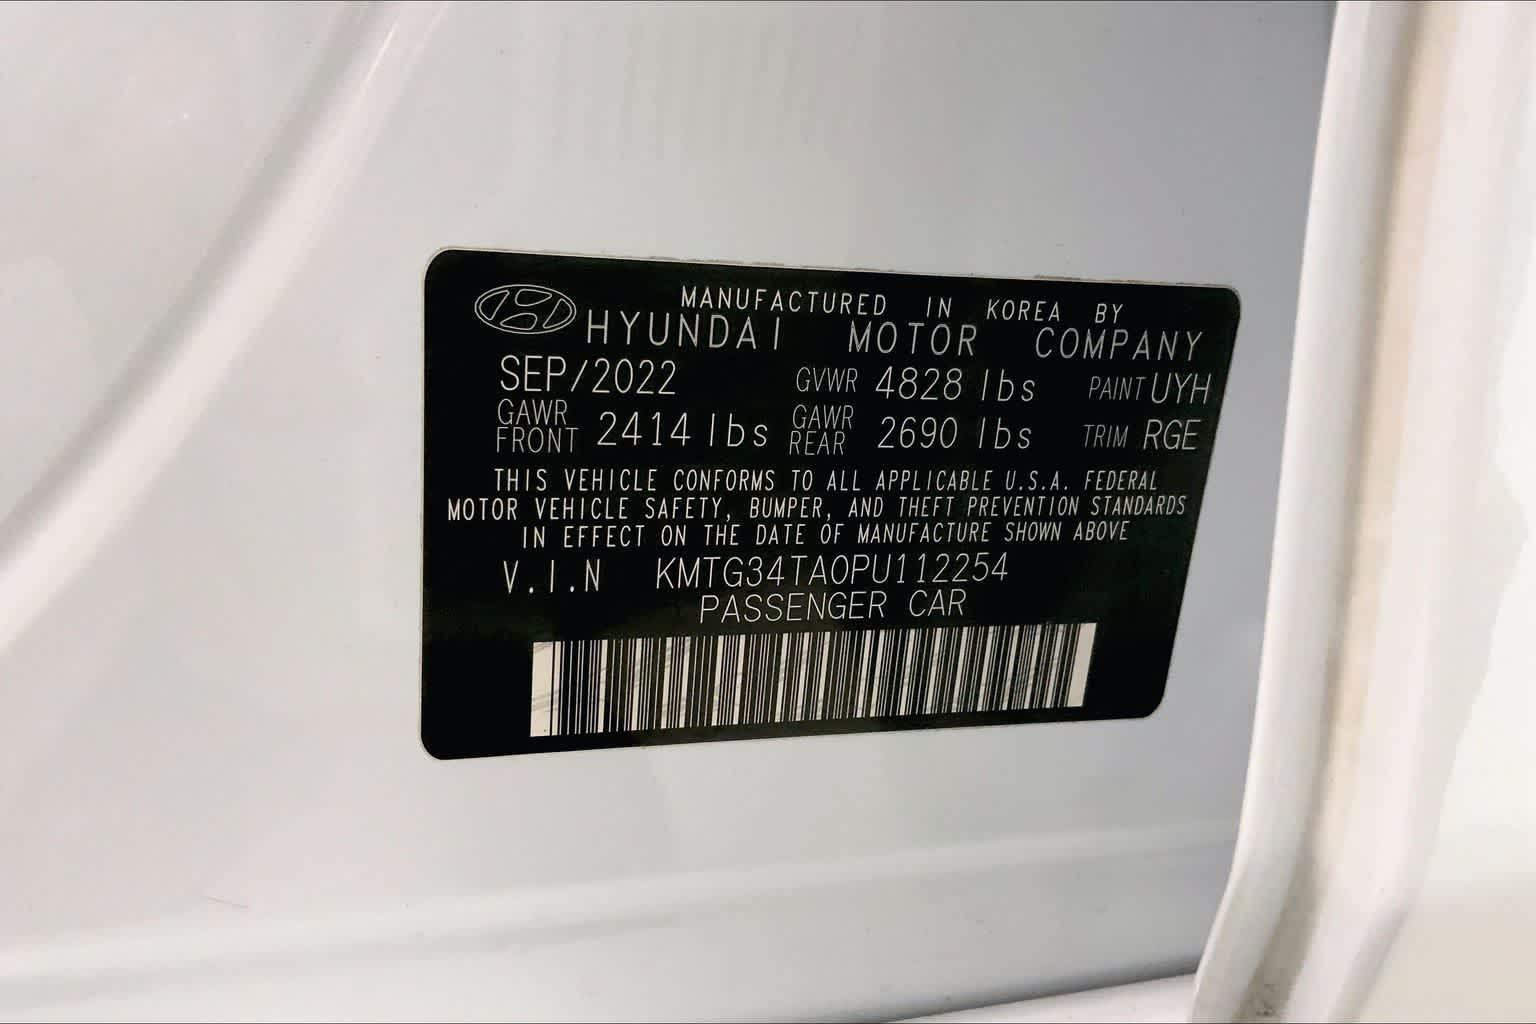 MANUFACTURED IN KOREA BY
HYUNDAI MOTOR COMPANY
SEP/2022 GVWR 4828 lbs PAINT UYH
GAWR FRONT 2414 lbs GAWR REAR 2690 lbs TRIM RGE
THIS VEHICLE CONFORMS TO ALL APPLICABLE U.S.A. FEDERAL
MOTOR VEHICLE SAFETY, BUMPER, AND THEFT PREVENTION STANDARDS
IN EFFECT ON THE DATE OF MANUFACTURE SHOWN ABOVE
V.I.N KMTG34TA0PU112254
PASSENGER CAR